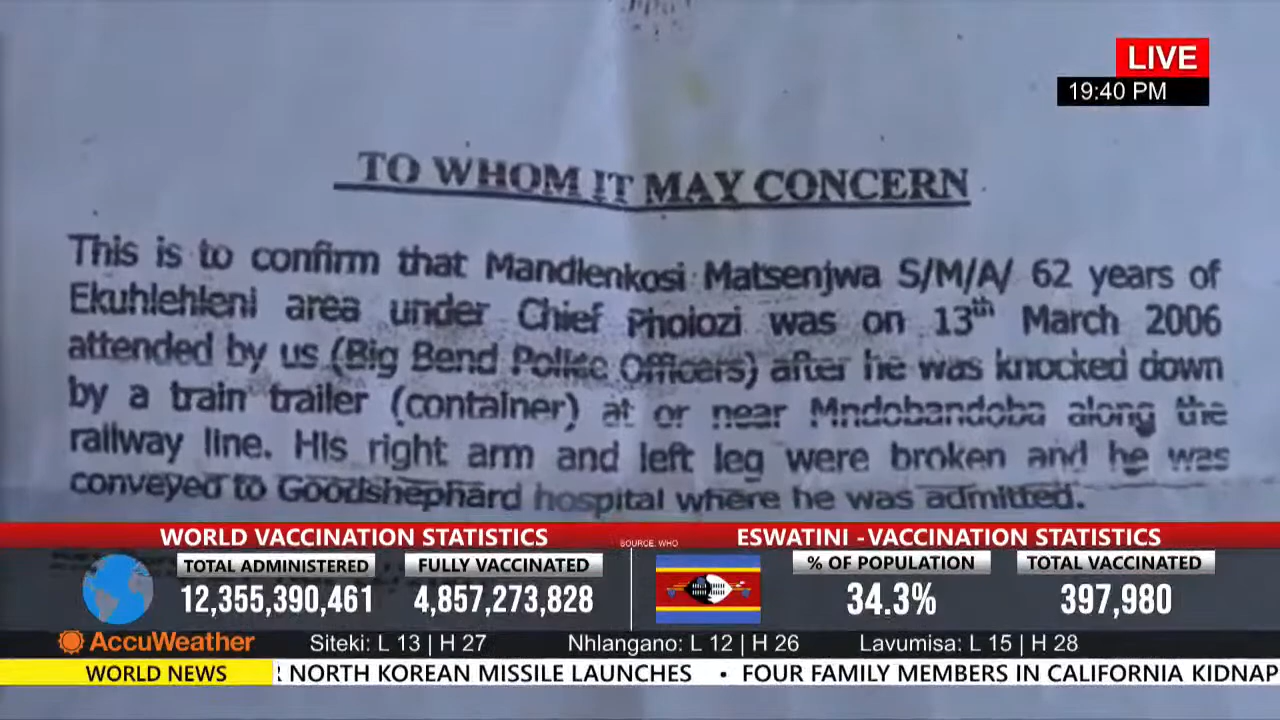 LIVE
19:40 PM
TO WHOM IT MAY CONCERN
This is to confirm that Mandlenkosi Matsenjwa S/M/A/ 62 years of
Ekuhlehleni area under Chief Pholozi was on 13th March 2006
attended by us (Big Bend Police Officers) after he was knocked down
by a train trailer (container) at or near Mndobandoba along the
railway line. His right arm and left leg were broken and he was
conveyed to Goodshephard hospital where he was admitted.
WORLD VACCINATION STATISTICS
SOURCE: WHO
ESWATINI -VACCINATION STATISTICS
TOTAL ADMINISTERED FULLY VACCINATED
% OF POPULATION TOTAL VACCINATED
12,355,390,461 4,857,273,828
34.3% 397,980
AccuWeather Siteki: L 13 | H 27 Nhlangano: L 12 | H 26 Lavumisa: L 15 | H 28
WORLD NEWS NORTH KOREAN MISSILE LAUNCHES • FOUR FAMILY MEMBERS IN CALIFORNIA KIDNAP